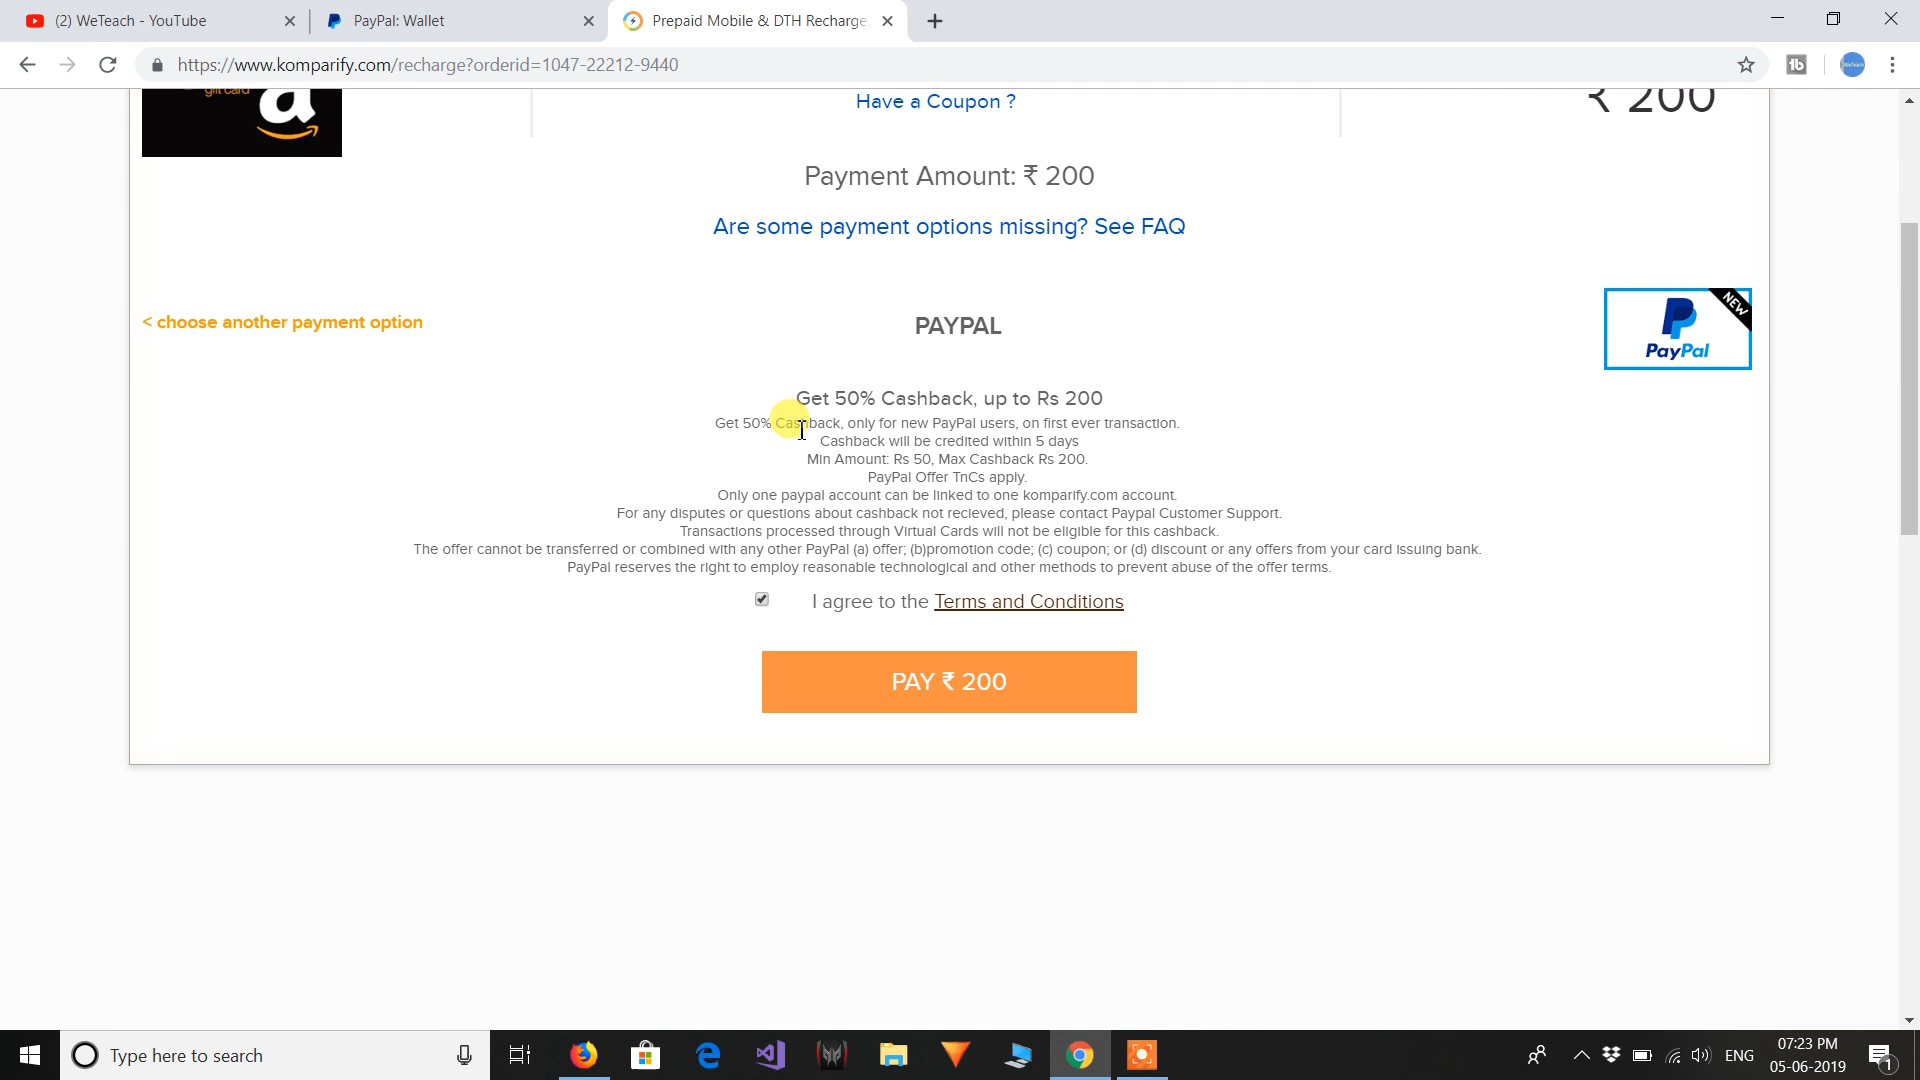 (2) WeTeach - YouTube
PayPal: Wallet
Prepaid Mobile & DTH Recharge
https://www.komparify.com/recharge?orderid=1047-22212-9440
gift card
Have a Coupon ?
₹ 200
Payment Amount: ₹ 200
Are some payment options missing? See FAQ
< choose another payment option
PAYPAL
NEW
PayPal
Get 50% Cashback, up to Rs 200
Get 50% Cashback, only for new PayPal users, on first ever transaction.
Cashback will be credited within 5 days
Min Amount: Rs 50, Max Cashback Rs 200.
PayPal Offer TnCs apply.
Only one paypal account can be linked to one komparify.com account.
For any disputes or questions about cashback not recieved, please contact Paypal Customer Support.
Transactions processed through Virtual Cards will not be eligible for this cashback.
The offer cannot be transferred or combined with any other PayPal (a) offer; (b)promotion code; (c) coupon; or (d) discount or any offers from your card issuing bank.
PayPal reserves the right to employ reasonable technological and other methods to prevent abuse of the offer terms.
I agree to the Terms and Conditions
PAY ₹ 200
Type here to search
ENG
07:23 PM
05-06-2019
1